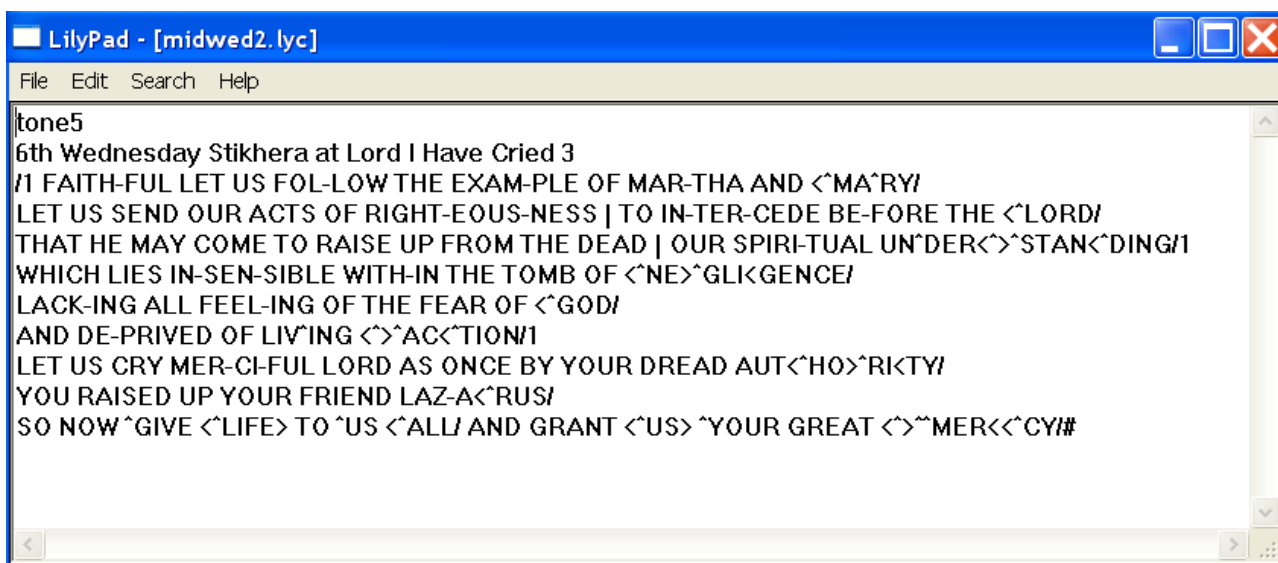 LilyPad - [midwed2.lyc]
File Edit Search Help
tone5
6th Wednesday Stikhera at Lord I Have Cried 3
/1 FAITH-FUL LET US FOL-LOW THE EXAM-PLE OF MAR-THA AND <^MA^RY/
LET US SEND OUR ACTS OF RIGHT-EOUS-NESS | TO IN-TER-CEDE BE-FORE THE <^LORD/
THAT HE MAY COME TO RAISE UP FROM THE DEAD | OUR SPIRI-TUAL UN^DER<^>^STAN<^DING/1
WHICH LIES IN-SEN-SIBLE WITH-IN THE TOMB OF <^NE>^GLI<GENCE/
LACK-ING ALL FEEL-ING OF THE FEAR OF <^GOD/
AND DE-PRIVED OF LIV^ING <^>^AC<^TION/1
LET US CRY MER-CI-FUL LORD AS ONCE BY YOUR DREAD AUT<^HO>^RI<TY/
YOU RAISED UP YOUR FRIEND LAZ-A<^RUS/
SO NOW ^GIVE <^LIFE> TO ^US <^ALL/ AND GRANT <^US> ^YOUR GREAT <^>^^MER<<^CY/#